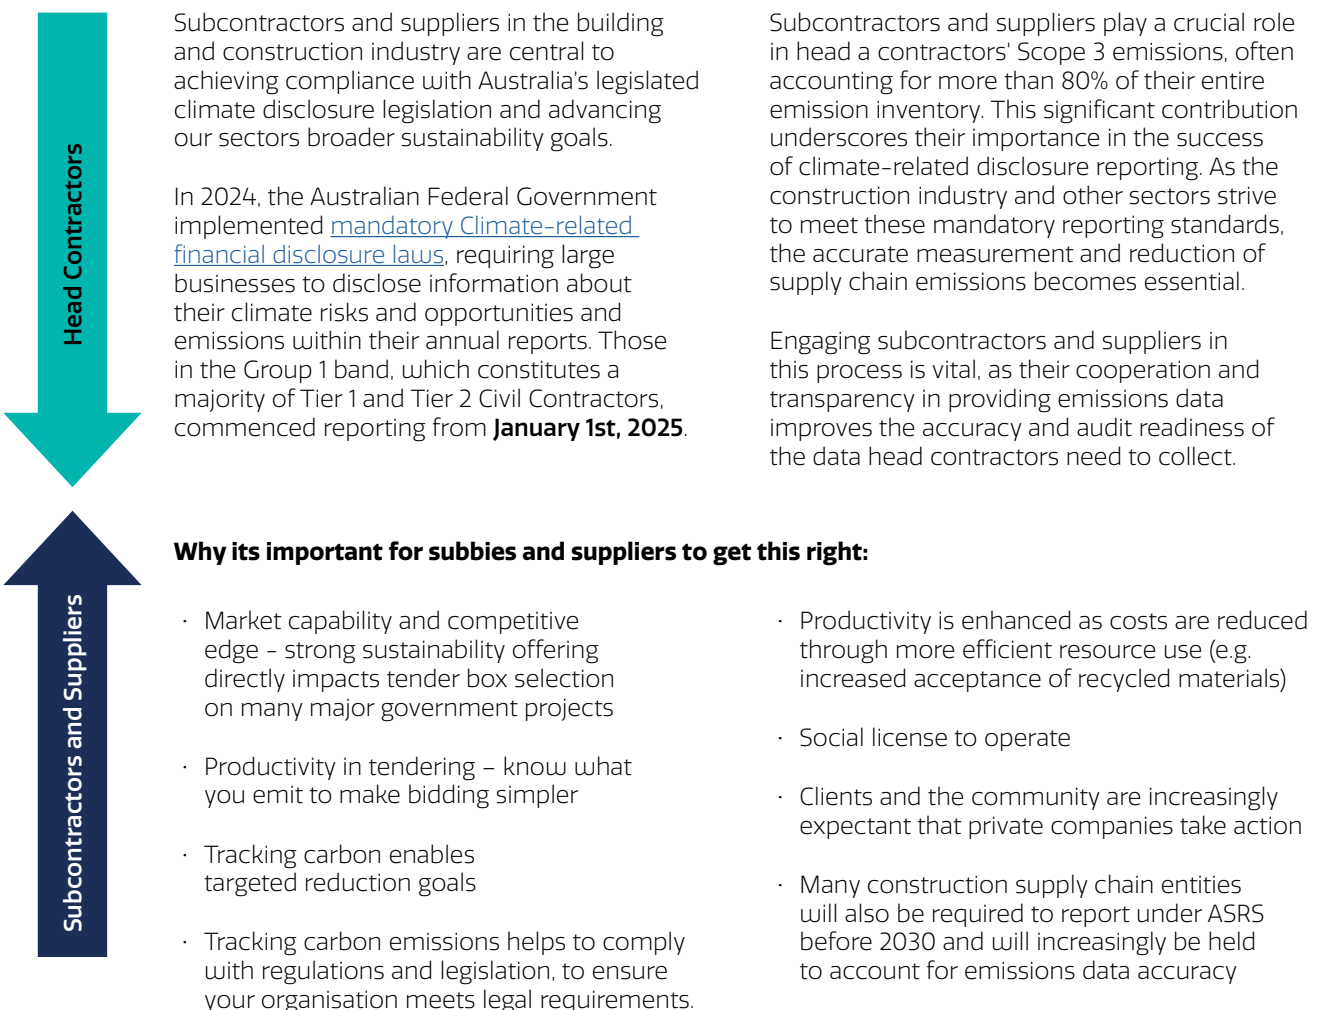 Head Contractors
Subcontractors and suppliers in the building
and construction industry are central to
achieving compliance with Australia's legislated
climate disclosure legislation and advancing
our sectors broader sustainability goals.
In 2024, the Australian Federal Government
implemented mandatory Climate-related
financial disclosure laws, requiring large
businesses to disclose information about
their climate risks and opportunities and
emissions within their annual reports. Those
in the Group 1 band, which constitutes a
majority of Tier 1 and Tier 2 Civil Contractors,
commenced reporting from January 1st, 2025.
Subcontractors and suppliers play a crucial role
in head a contractors' Scope 3 emissions, often
accounting for more than 80% of their entire
emission inventory. This significant contribution
underscores their importance in the success
of climate-related disclosure reporting. As the
construction industry and other sectors strive
to meet these mandatory reporting standards,
the accurate measurement and reduction of
supply chain emissions becomes essential.
Engaging subcontractors and suppliers in
this process is vital, as their cooperation and
transparency in providing emissions data
improves the accuracy and audit readiness of
the data head contractors need to collect.
Subcontractors and Suppliers
Why its important for subbies and suppliers to get this right:
· Market capability and competitive
edge - strong sustainability offering
directly impacts tender box selection
on many major government projects
· Productivity in tendering – know what
you emit to make bidding simpler
· Tracking carbon enables
targeted reduction goals
· Tracking carbon emissions helps to comply
with regulations and legislation, to ensure
your organisation meets legal requirements.
· Productivity is enhanced as costs are reduced
through more efficient resource use (e.g.
increased acceptance of recycled materials)
· Social license to operate
· Clients and the community are increasingly
expectant that private companies take action
· Many construction supply chain entities
will also be required to report under ASRS
before 2030 and will increasingly be held
to account for emissions data accuracy